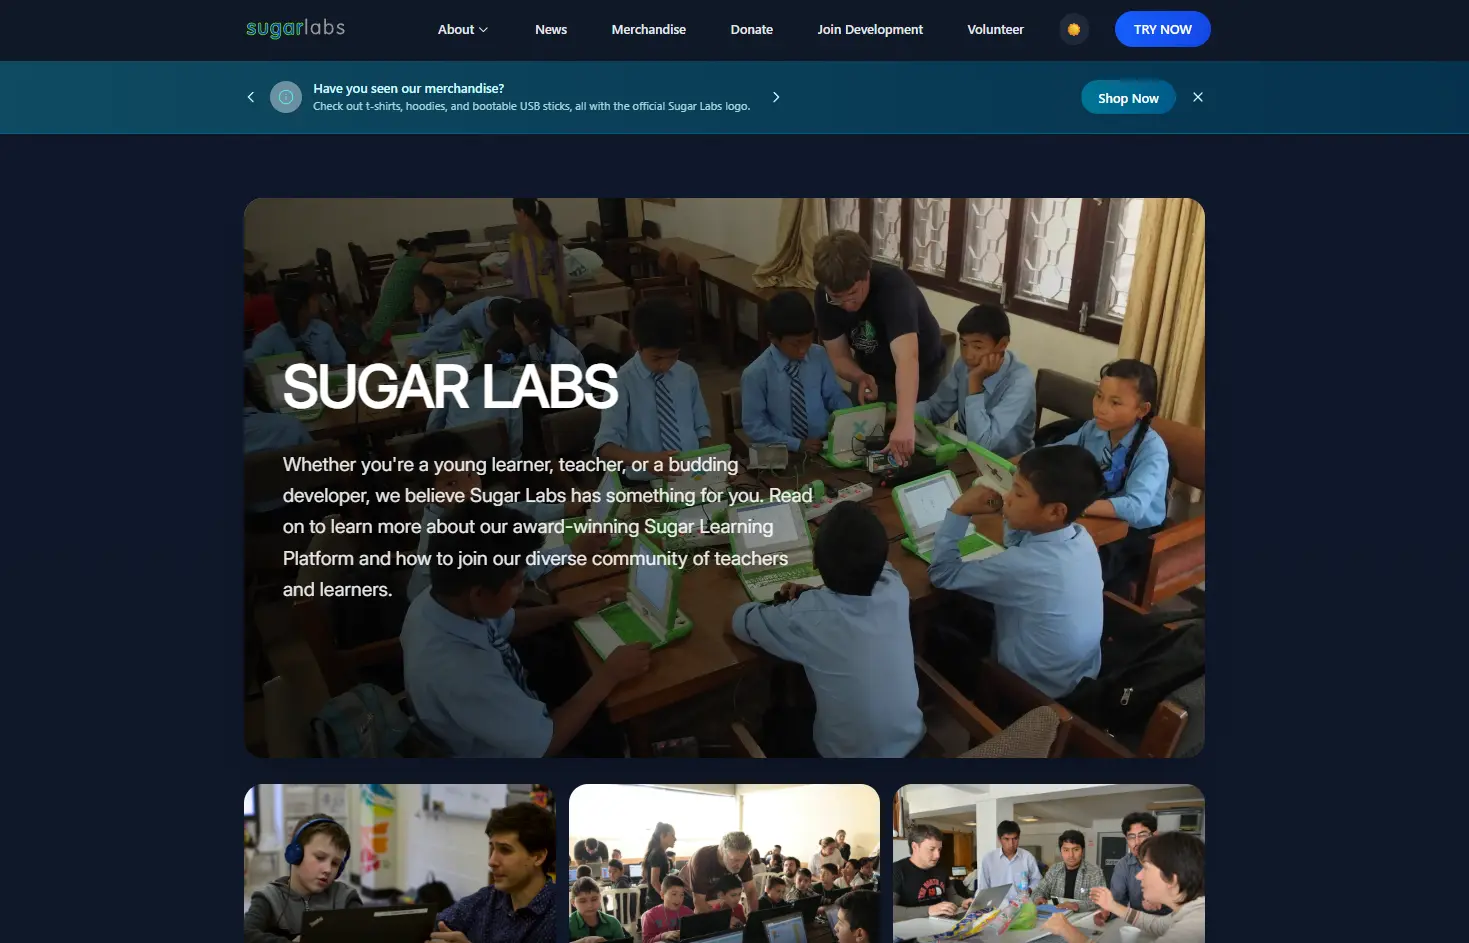 sugarlabs
About
News
Merchandise
Donate
Join Development
Volunteer
TRY NOW
Have you seen our merchandise?
Check out t-shirts, hoodies, and bootable USB sticks, all with the official Sugar Labs logo.
Shop Now
SUGAR LABS
Whether you're a young learner, teacher, or a budding
developer, we believe Sugar Labs has something for you. Read
on to learn more about our award-winning Sugar Learning
Platform and how to join our diverse community of teachers
and learners.